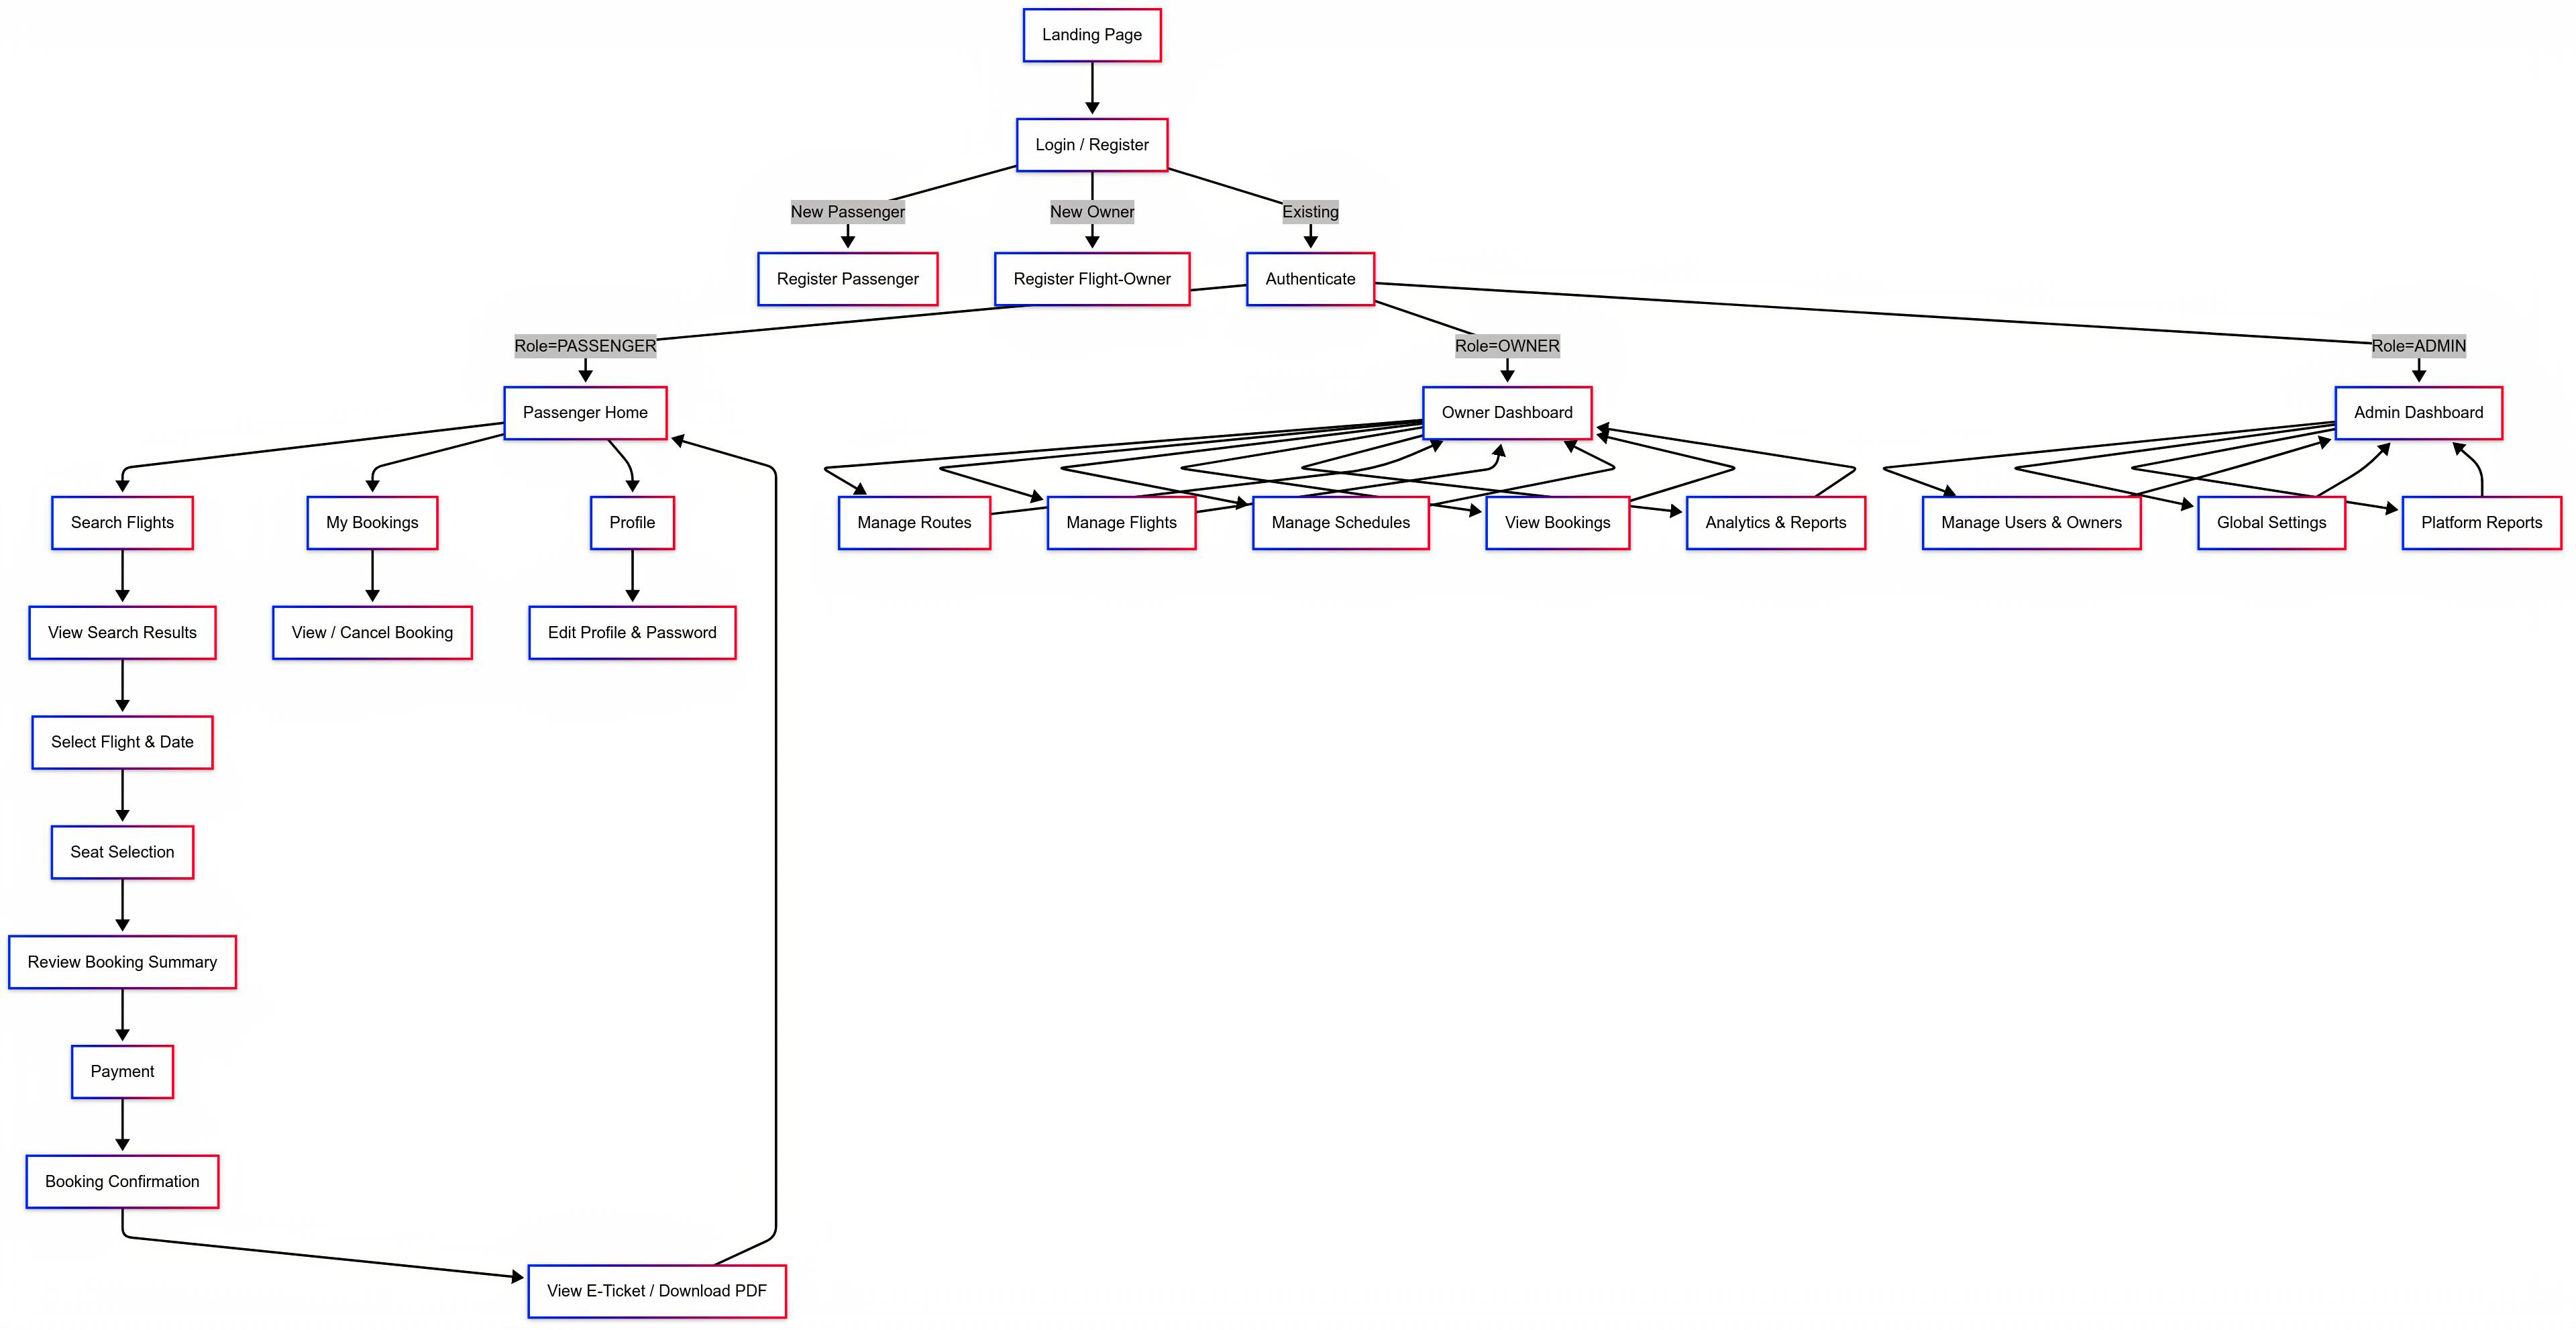 Landing Page
Login / Register
New Passenger
New Owner
Existing
Register Passenger
Register Flight-Owner
Authenticate
Role=PASSENGER
Role=OWNER
Role=ADMIN
Passenger Home
Owner Dashboard
Admin Dashboard
Search Flights
My Bookings
Profile
Manage Routes
Manage Flights
Manage Schedules
View Bookings
Analytics & Reports
Manage Users & Owners
Global Settings
Platform Reports
View Search Results
View / Cancel Booking
Edit Profile & Password
Select Flight & Date
Seat Selection
Review Booking Summary
Payment
Booking Confirmation
View E-Ticket / Download PDF